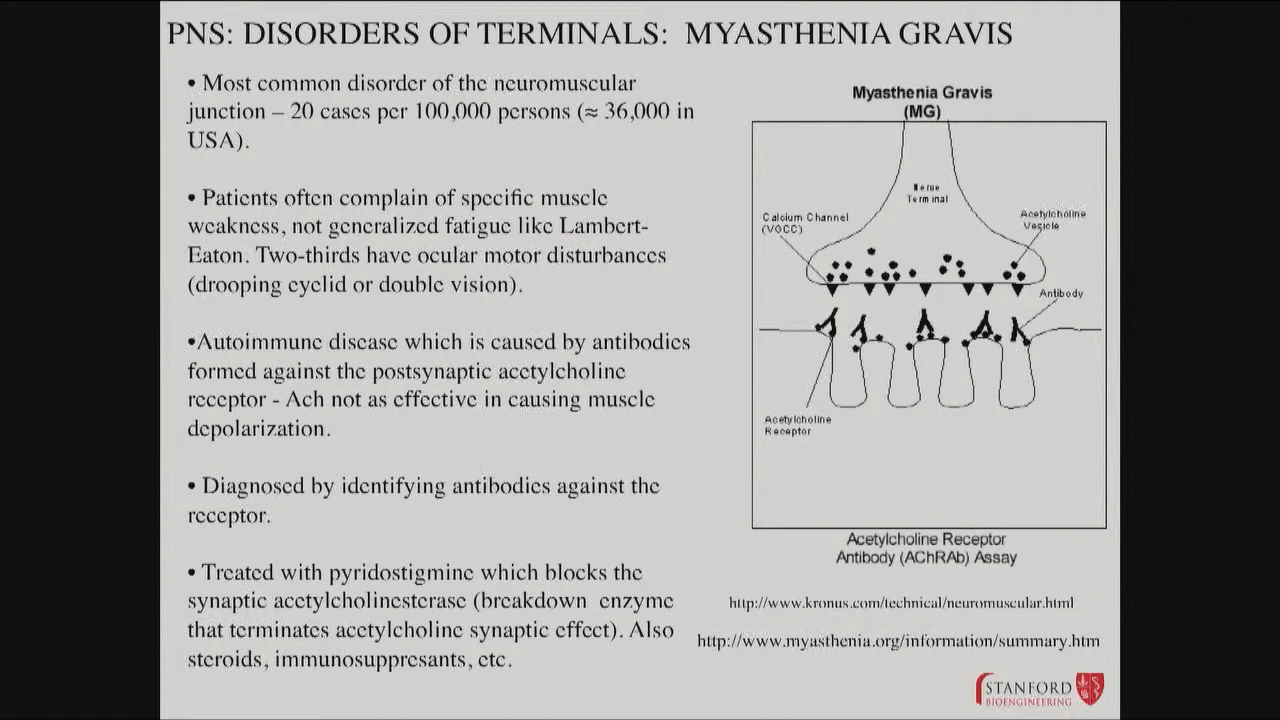 PNS: DISORDERS OF TERMINALS: MYASTHENIA GRAVIS
• Most common disorder of the neuromuscular
junction – 20 cases per 100,000 persons (≈ 36,000 in
USA).
• Patients often complain of specific muscle
weakness, not generalized fatigue like Lambert-
Eaton. Two-thirds have ocular motor disturbances
(drooping eyelid or double vision).
•Autoimmune disease which is caused by antibodies
formed against the postsynaptic acetylcholine
receptor - Ach not as effective in causing muscle
depolarization.
• Diagnosed by identifying antibodies against the
receptor.
• Treated with pyridostigmine which blocks the
synaptic acetylcholinesterase (breakdown enzyme
that terminates acetylcholine synaptic effect). Also
steroids, immunosuppresants, etc.
Myasthenia Gravis
(MG)
Nerve
Terminal
Calcium Channel
(VGCC)
Acetylcholine
Vesicle
Antibody
Acetylcholine
Receptor
Acetylcholine Receptor
Antibody (AChRAb) Assay
http://www.kronus.com/technical/neuromuscular.html
http://www.myasthenia.org/information/summary.htm
STANFORD
BIOENGINEERING